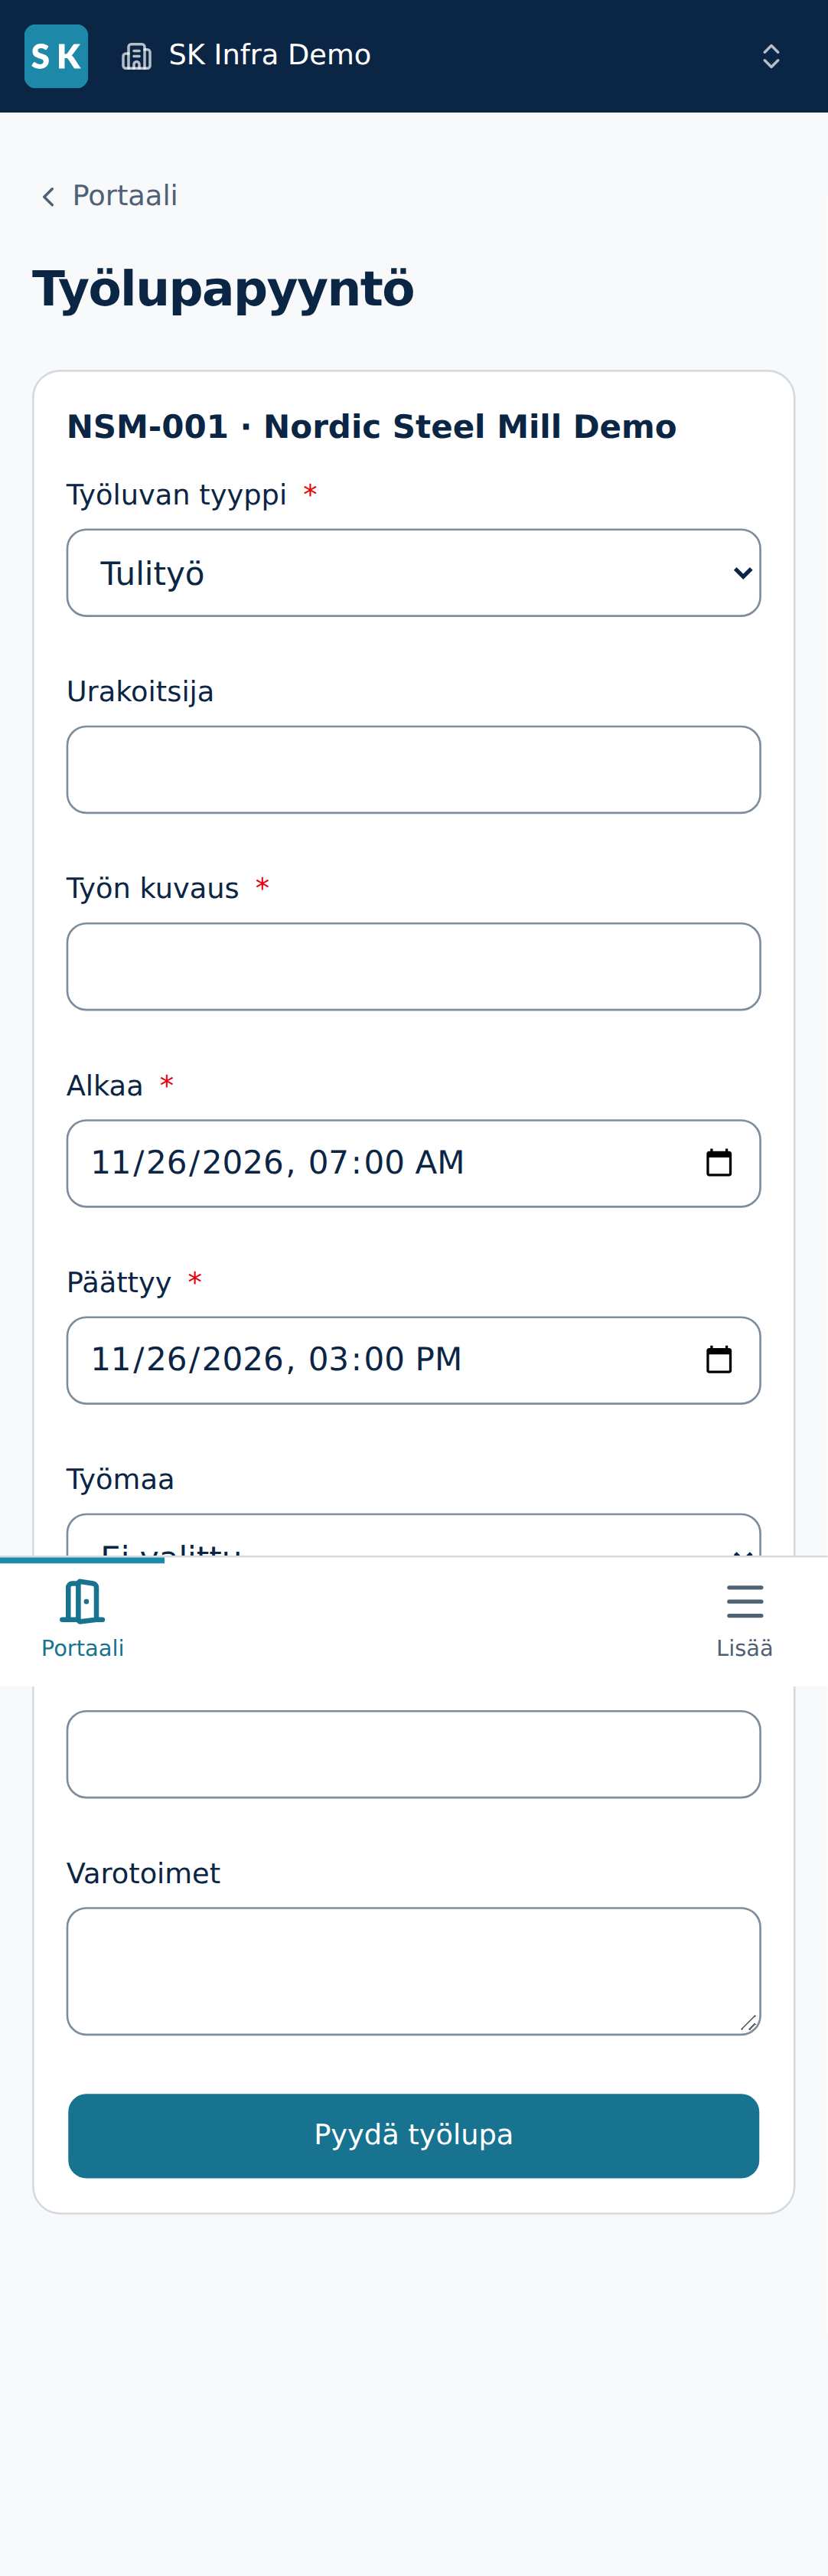 SK
SK Infra Demo
Portaali
Työlupapyyntö
NSM-001 · Nordic Steel Mill Demo
Työluvan tyyppi *
Tulityö
Urakoitsija
Työn kuvaus *
Alkaa *
11/26/2026, 07:00 AM
Päättyy *
11/26/2026, 03:00 PM
Työmaa
Ei valittu
Portaali
Lisää
Varotoimet
Pyydä työlupa